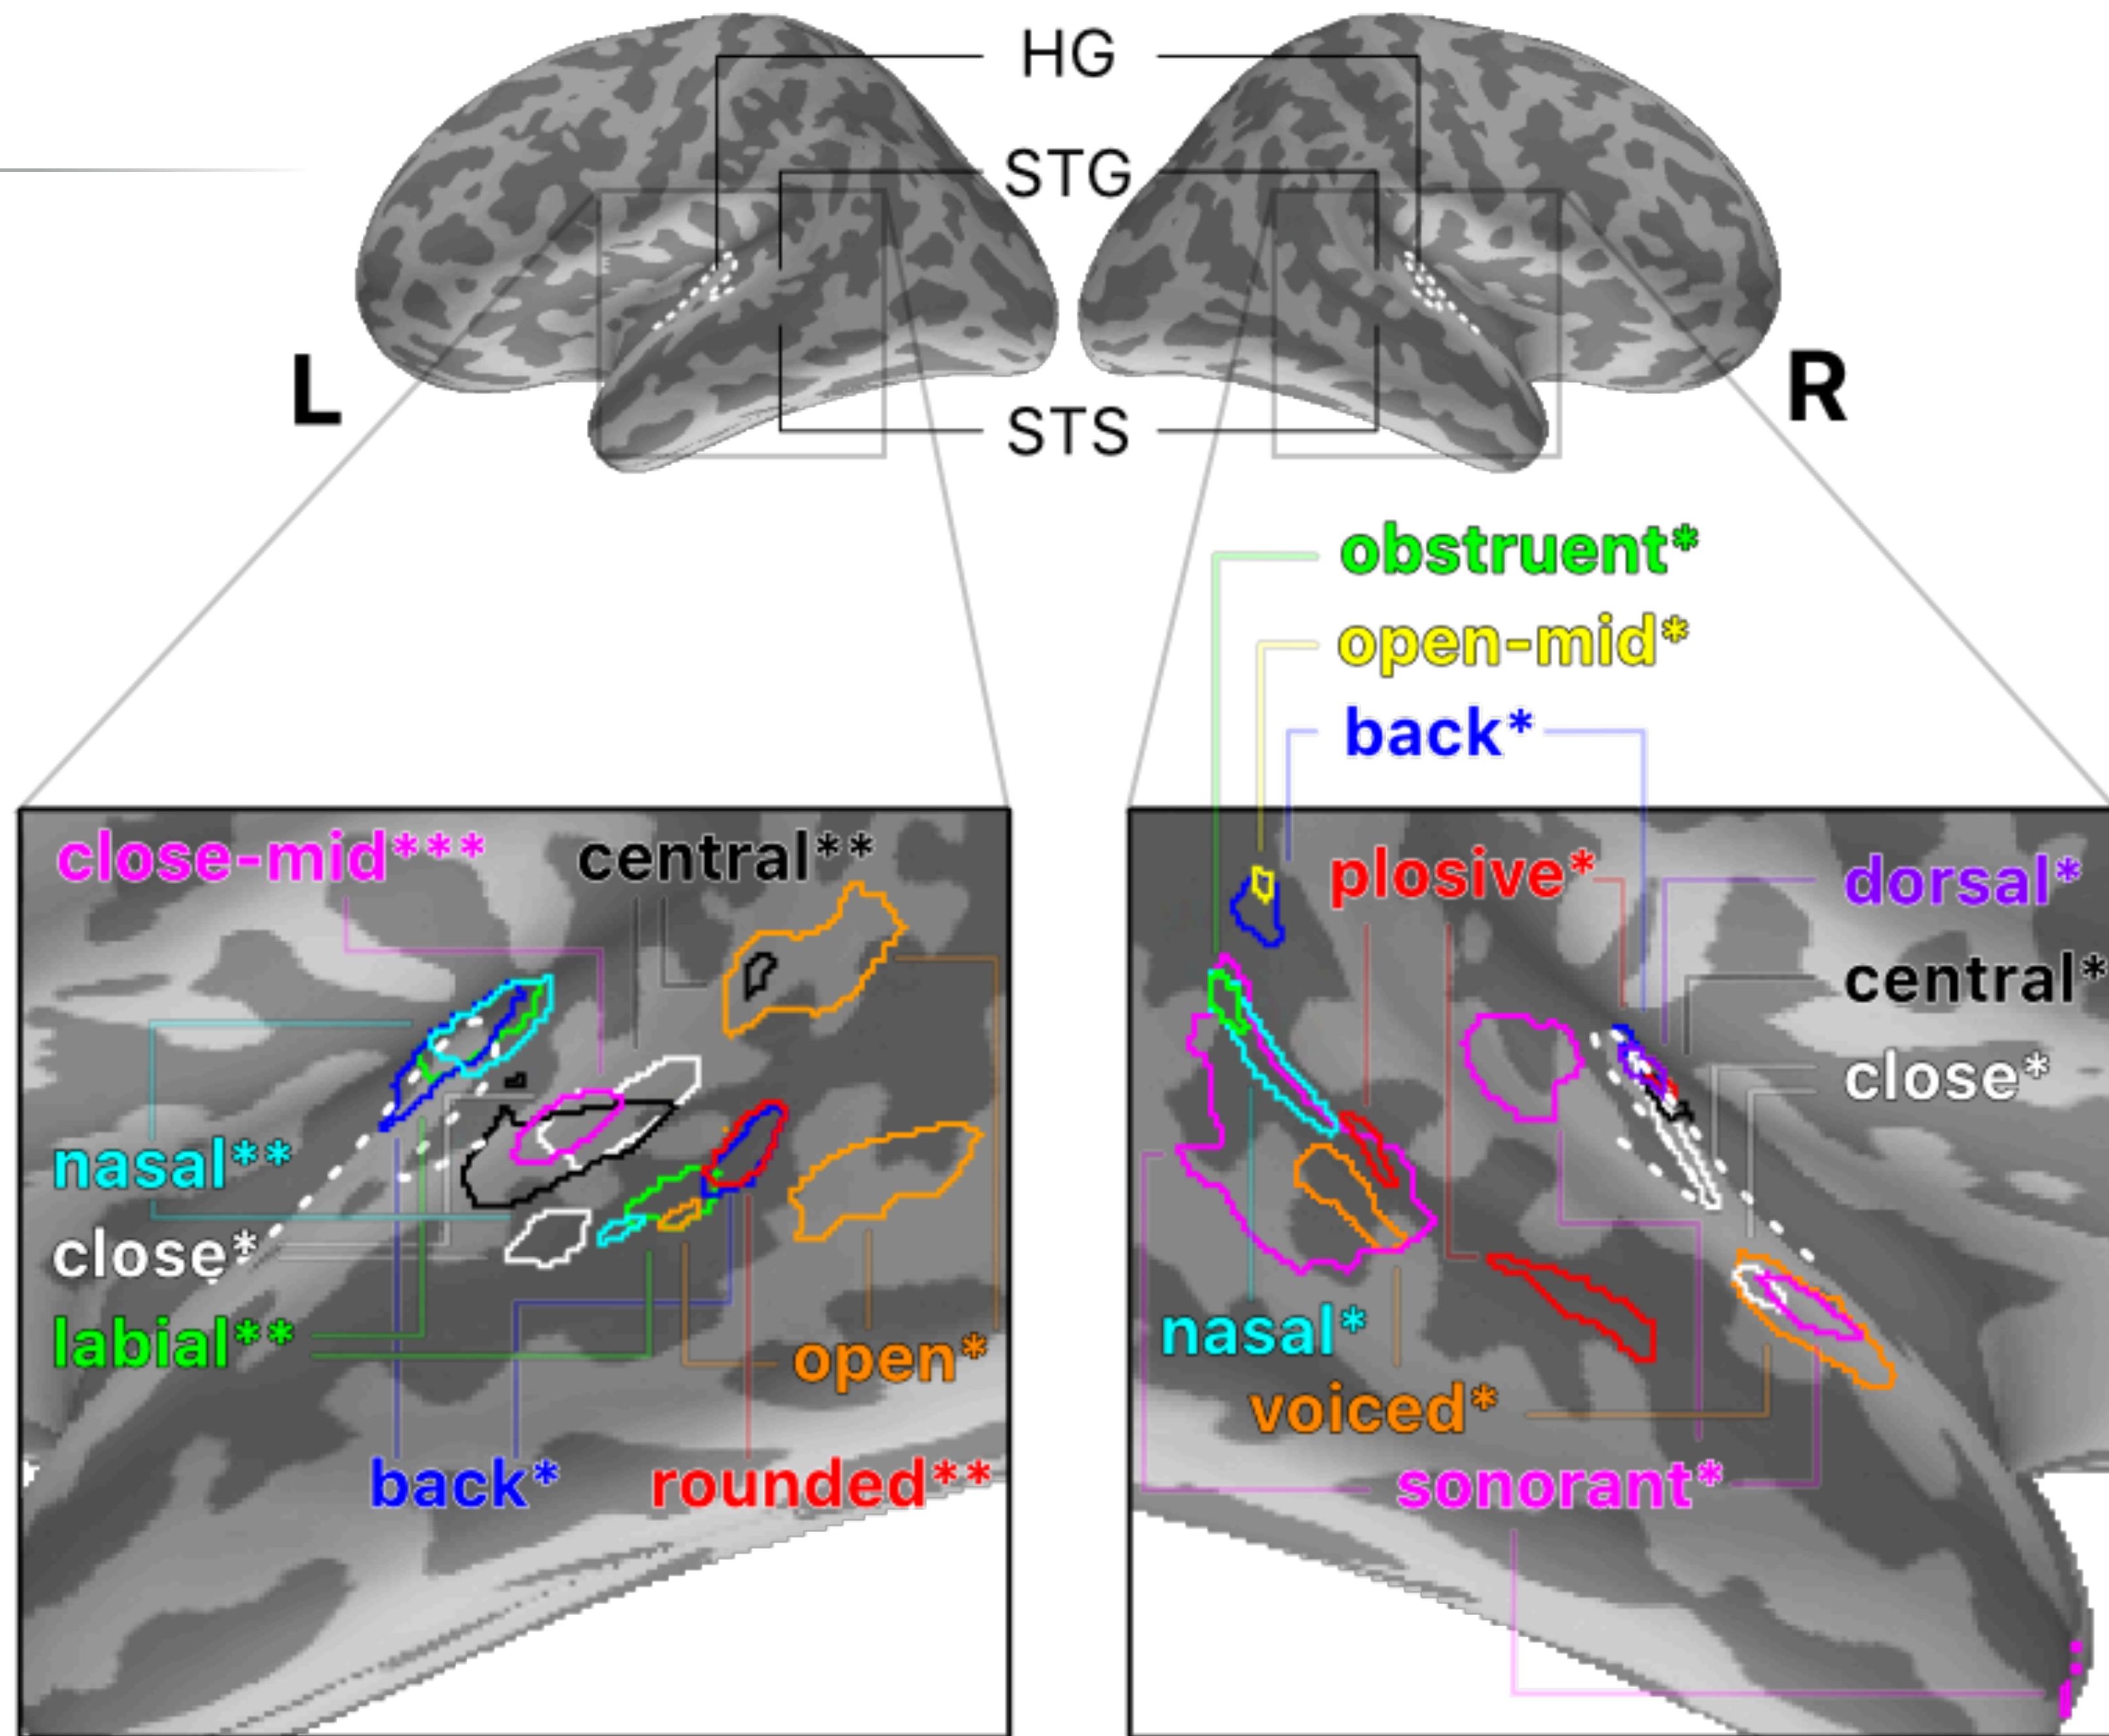 HG
STG
STS
L
R
obstruent*
open-mid*
back*
close-mid***
central**
nasal**
close*
labial**
open*
back*
rounded**
plosive*
dorsal*
central*
close*
nasal*
voiced*
sonorant*